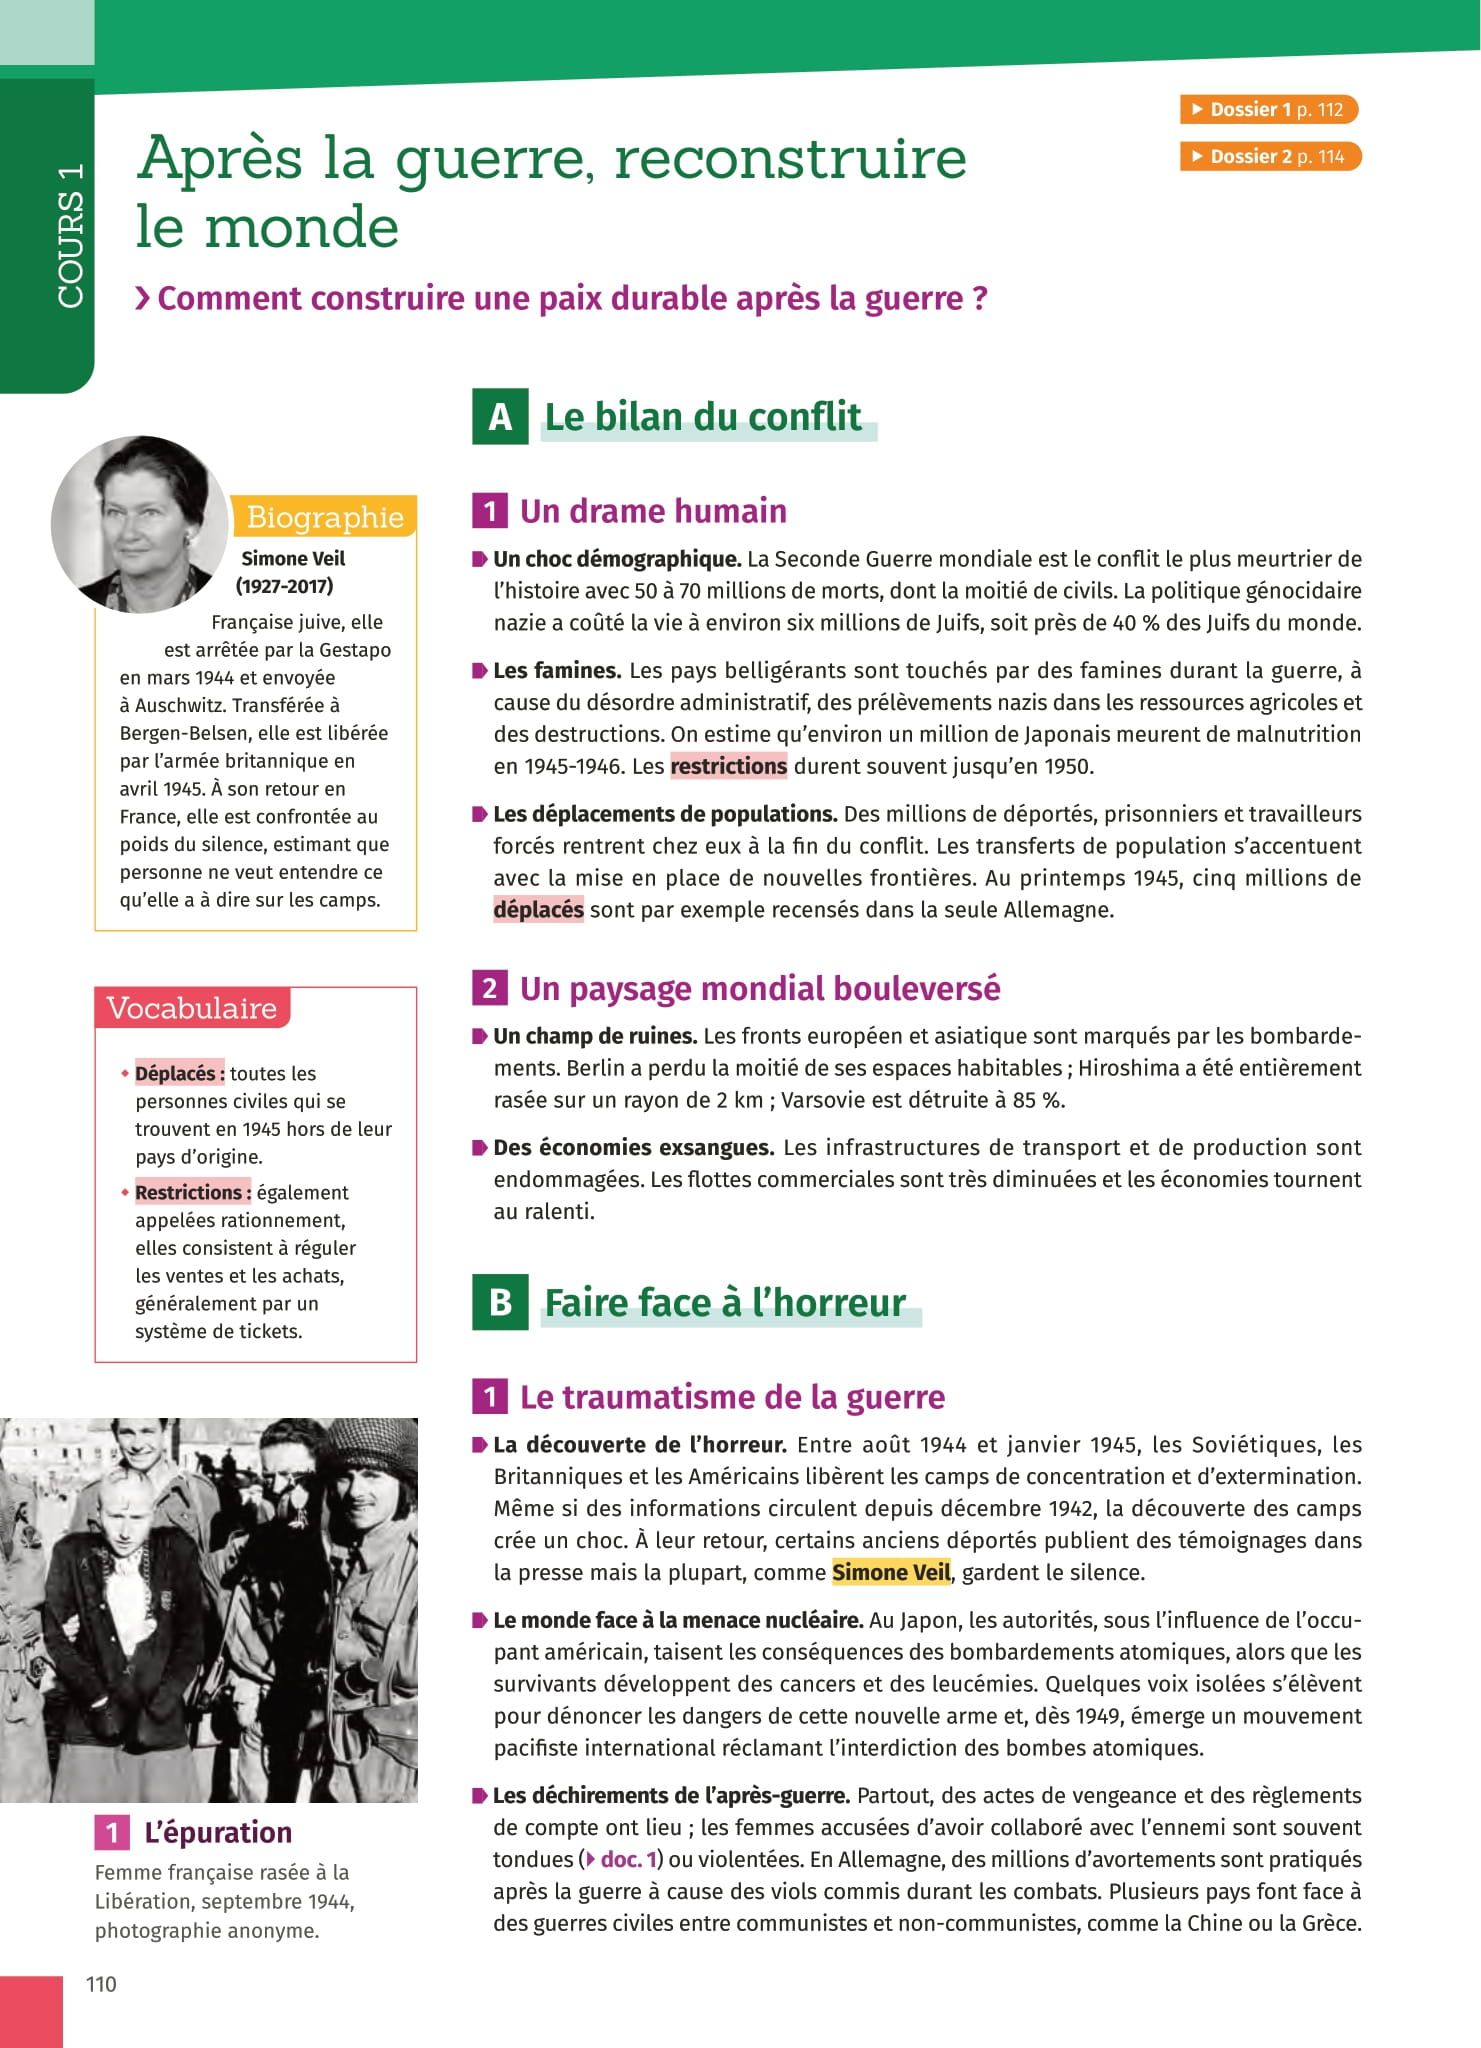 COURS 1
Dossier 1 p. 112
Dossier 2 p. 114
Après la guerre, reconstruire
le monde
Comment construire une paix durable après la guerre ?
Biographie
Simone Veil
(1927-2017)
Française juive, elle
est arrêtée par la Gestapo
en mars 1944 et envoyée
à Auschwitz. Transférée à
Bergen-Belsen, elle est libérée
par l'armée britannique en
avril 1945. À son retour en
France, elle est confrontée au
poids du silence, estimant que
personne ne veut entendre ce
qu'elle a à dire sur les camps.
Vocabulaire
Déplacés : toutes les
personnes civiles qui se
trouvent en 1945 hors de leur
pays d'origine.
Restrictions : également
appelées rationnement,
elles consistent à réguler
les ventes et les achats,
généralement par un
système de tickets.
1 L'épuration
Femme française rasée à la
Libération, septembre 1944,
photographie anonyme.
A Le bilan du conflit
1 Un drame humain
Un choc démographique. La Seconde Guerre mondiale est le conflit le plus meurtrier de
l'histoire avec 50 à 70 millions de morts, dont la moitié de civils. La politique génocidaire
nazie a coûté la vie à environ six millions de Juifs, soit près de 40 % des Juifs du monde.
Les famines. Les pays belligérants sont touchés par des famines durant la guerre, à
cause du désordre administratif, des prélèvements nazis dans les ressources agricoles et
des destructions. On estime qu'environ un million de Japonais meurent de malnutrition
en 1945-1946. Les restrictions durent souvent jusqu'en 1950.
Les déplacements de populations. Des millions de déportés, prisonniers et travailleurs
forcés rentrent chez eux à la fin du conflit. Les transferts de population s'accentuent
avec la mise en place de nouvelles frontières. Au printemps 1945, cinq millions de
déplacés sont par exemple recensés dans la seule Allemagne.
2 Un paysage mondial bouleversé
Un champ de ruines. Les fronts européen et asiatique sont marqués par les bombarde-
ments. Berlin a perdu la moitié de ses espaces habitables ; Hiroshima a été entièrement
rasée sur un rayon de 2 km ; Varsovie est détruite à 85 %.
Des économies exsangues. Les infrastructures de transport et de production sont
endommagées. Les flottes commerciales sont très diminuées et les économies tournent
au ralenti.
B Faire face à l'horreur
1 Le traumatisme de la guerre
La découverte de l'horreur. Entre août 1944 et janvier 1945, les Soviétiques, les
Britanniques et les Américains libèrent les camps de concentration et d'extermination.
Même si des informations circulent depuis décembre 1942, la découverte des camps
crée un choc. À leur retour, certains anciens déportés publient des témoignages dans
la presse mais la plupart, comme Simone Veil, gardent le silence.
Le monde face à la menace nucléaire. Au Japon, les autorités, sous l'influence de l'occu-
pant américain, taisent les conséquences des bombardements atomiques, alors que les
survivants développent des cancers et des leucémies. Quelques voix isolées s'élèvent
pour dénoncer les dangers de cette nouvelle arme et, dès 1949, émerge un mouvement
pacifiste international réclamant l'interdiction des bombes atomiques.
Les déchirements de l'après-guerre. Partout, des actes de vengeance et des règlements
de compte ont lieu ; les femmes accusées d'avoir collaboré avec l'ennemi sont souvent
tondues (doc. 1) ou violentées. En Allemagne, des millions d'avortements sont pratiqués
après la guerre à cause des viols commis durant les combats. Plusieurs pays font face à
des guerres civiles entre communistes et non-communistes, comme la Chine ou la Grèce.
110